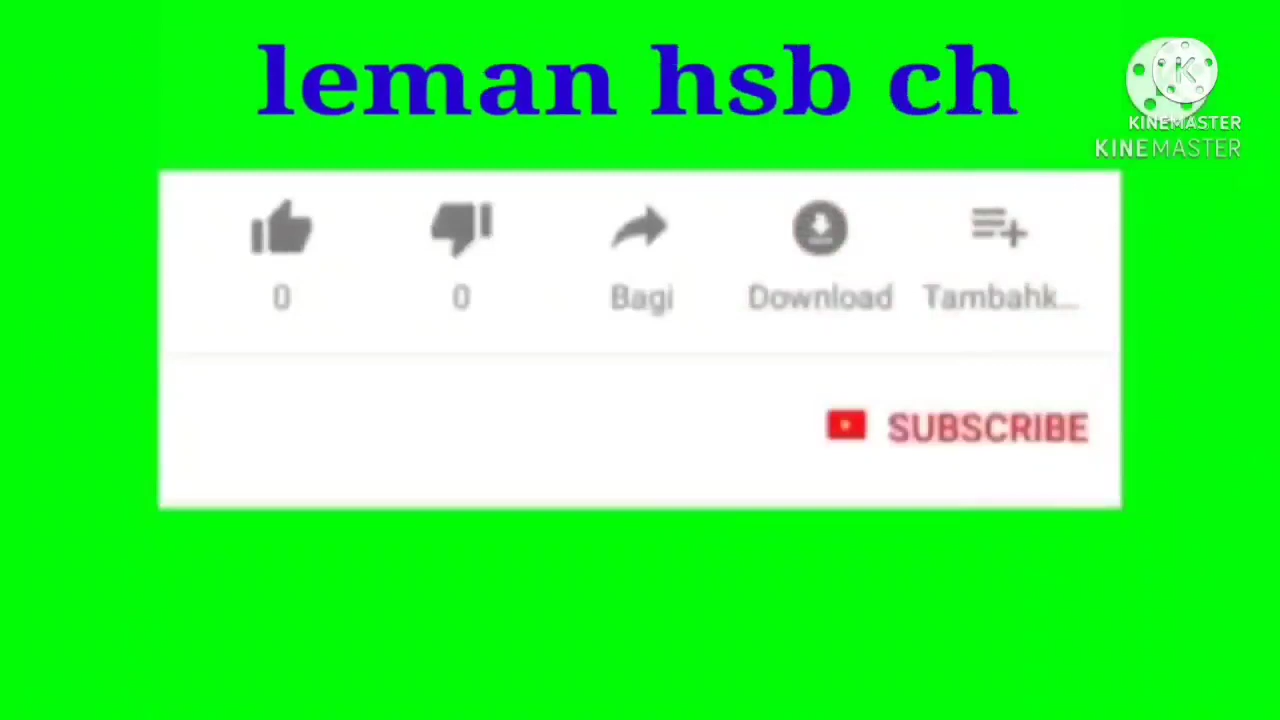 leman hsb ch
KINEMASTER
KINEMASTER
0 0 Bagi Download Tambahk...
SUBSCRIBE